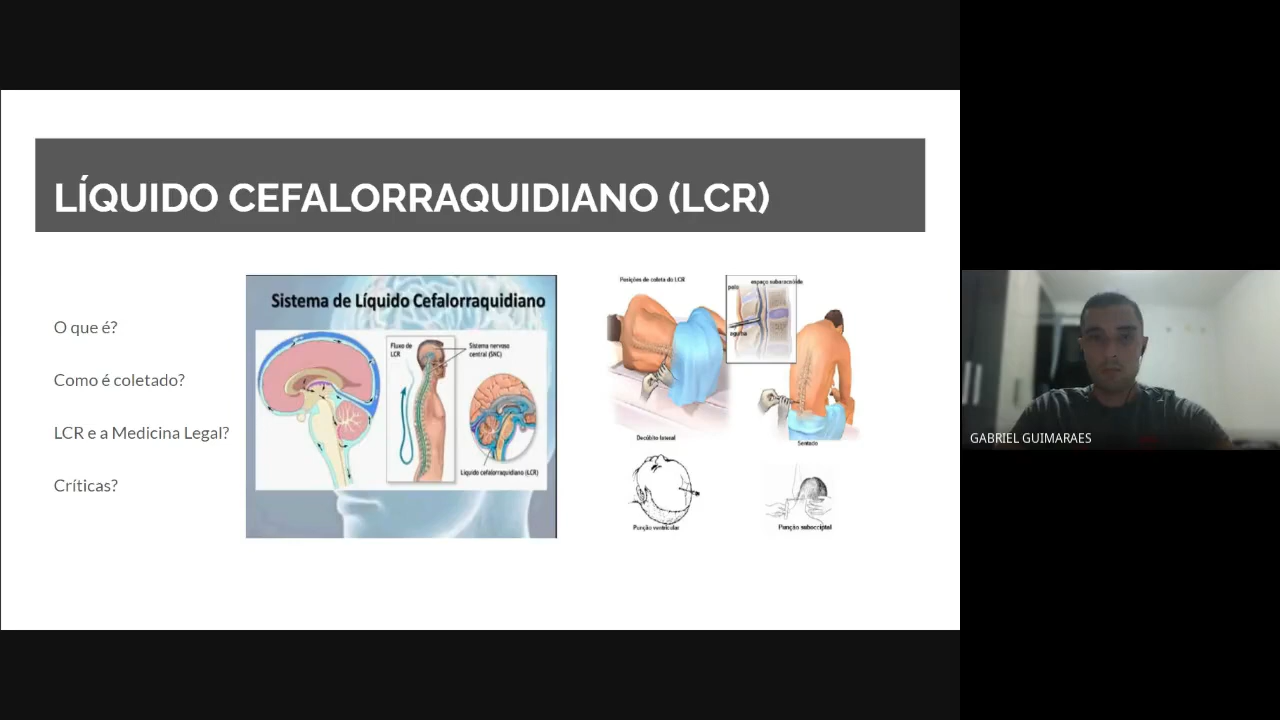 LÍQUIDO CEFALORRAQUIDIANO (LCR)
O que é?
Como é coletado?
LCR e a Medicina Legal?
Críticas?
Sistema de Líquido Cefalorraquidiano
Fluxo de
LCR
Sistema nervoso
central (SNC)
Líquido cefalorraquidiano (LCR)
Posições de coleta do LCR
pele
espaço subaracnóide
agulha
Decúbito lateral
Sentado
Punção ventricular
Punção suboccipital
GABRIEL GUIMARAES